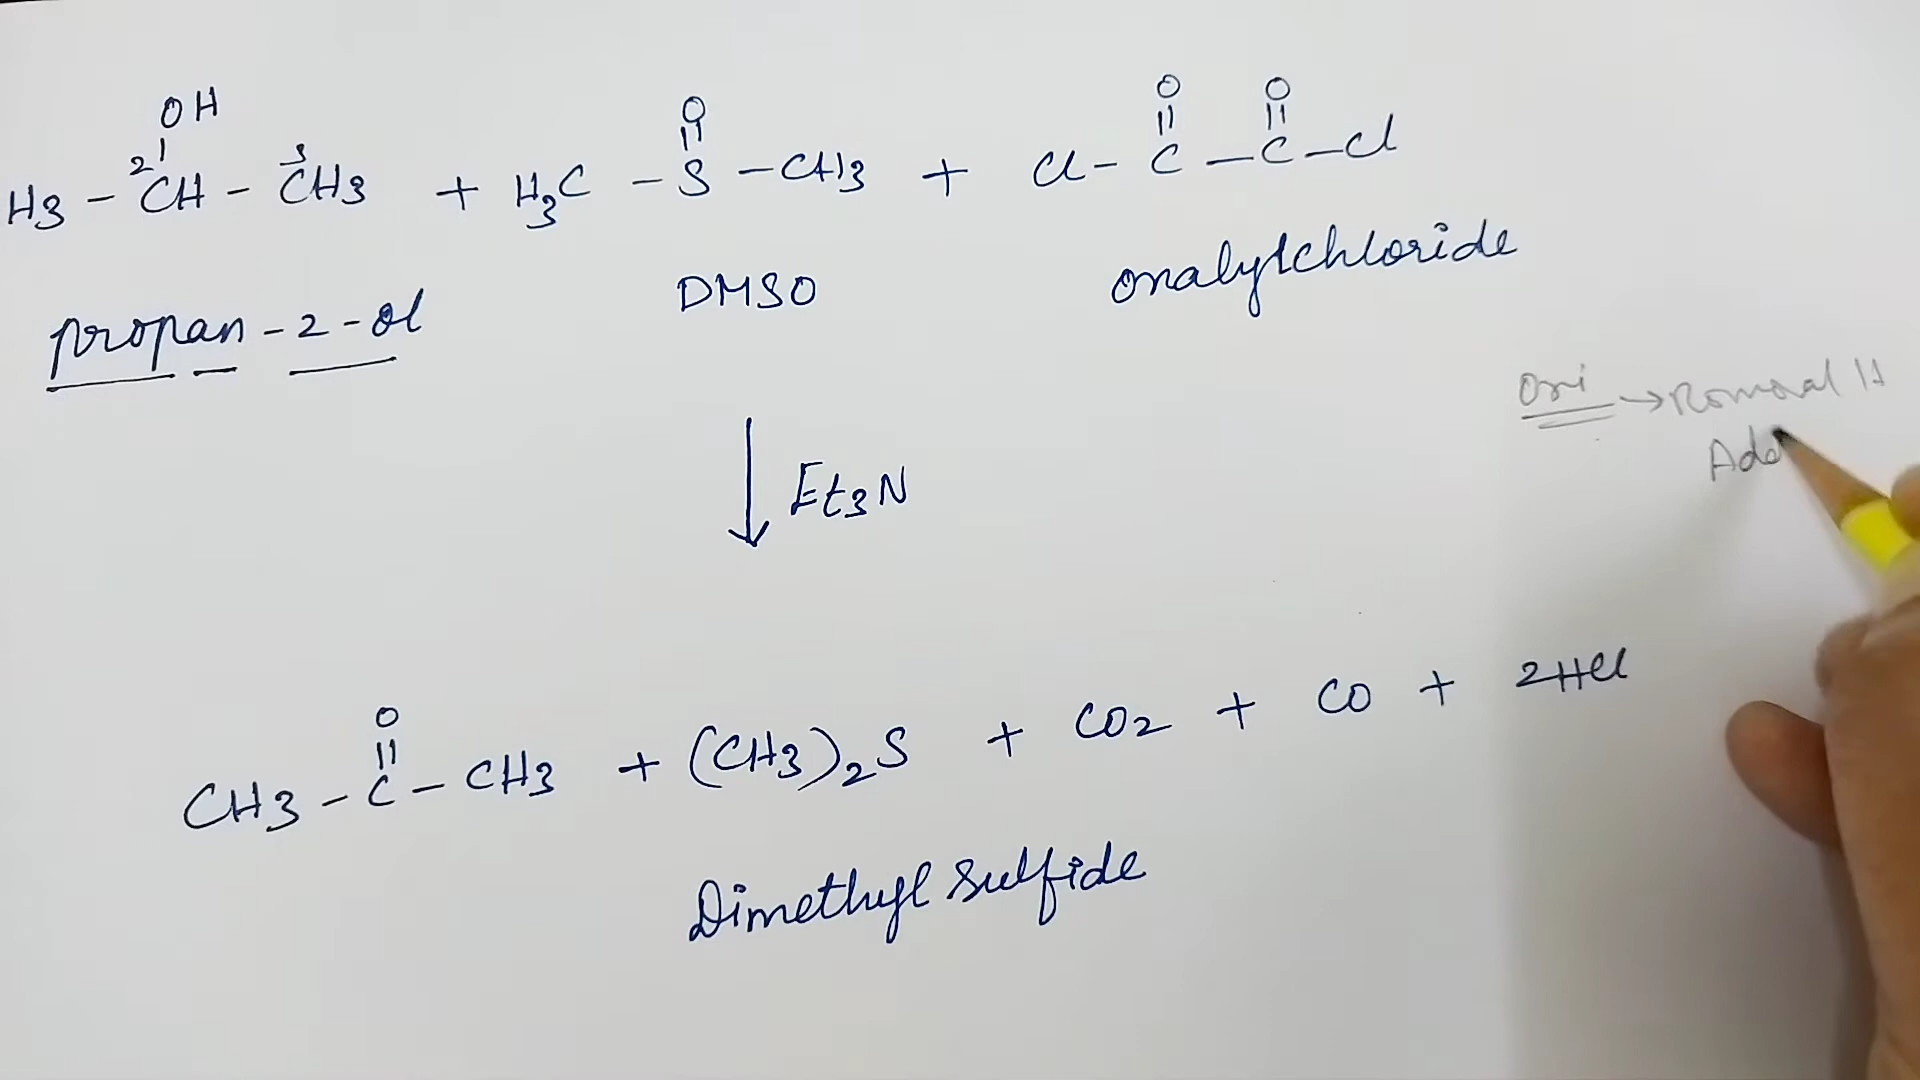 OH O O O
H3 - 2CH - 3CH3 + H3C - S - CH3 + Cl - C - C - Cl
propan - 2 - ol DMSO oxalylchloride
Oxi → Removal H
Add
↓ Et3N
O
CH3 - C - CH3 + (CH3)2S + CO2 + CO + 2HCl
Dimethyl sulfide